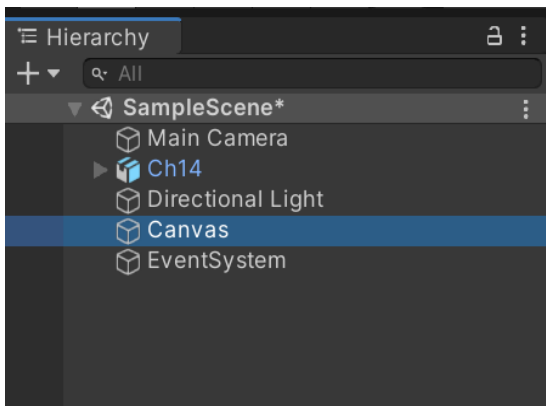 Hierarchy
All
SampleScene*
Main Camera
Ch14
Directional Light
Canvas
EventSystem